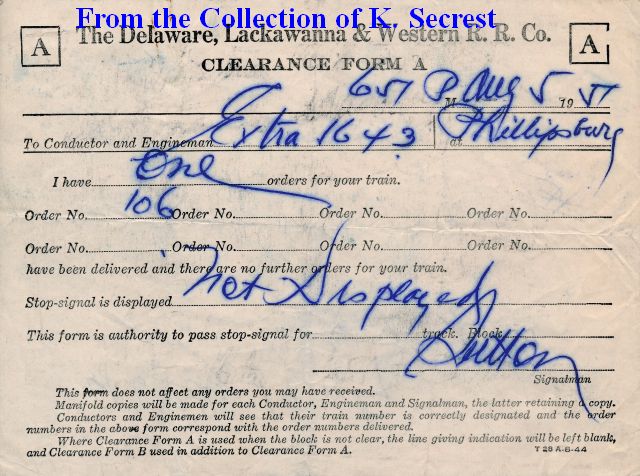 From the Collection of K. Secrest
A The Delaware, Lackawanna & Western R. R. Co. A
CLEARANCE FORM A
657 P M Aug 5 1951
To Conductor and Engineman Extra 1643 at Phillipsburg
I have One orders for your train.
Order No. 106 Order No. Order No. Order No.
Order No. Order No. Order No. Order No.
have been delivered and there are no further orders for your train.
Stop-signal is displayed Not Displayed
This form is authority to pass stop-signal for track. Block.
Sutton
Signalman
This form does not affect any orders you may have received.
Manifold copies will be made for each Conductor, Engineman and Signalman, the latter retaining a copy.
Conductors and Enginemen will see that their train number is correctly designated and the order
numbers in the above form correspond with the order numbers delivered.
Where Clearance Form A is used when the block is not clear, the line giving indication will be left blank,
and Clearance Form B used in addition to Clearance Form A. T 29 A-8-44